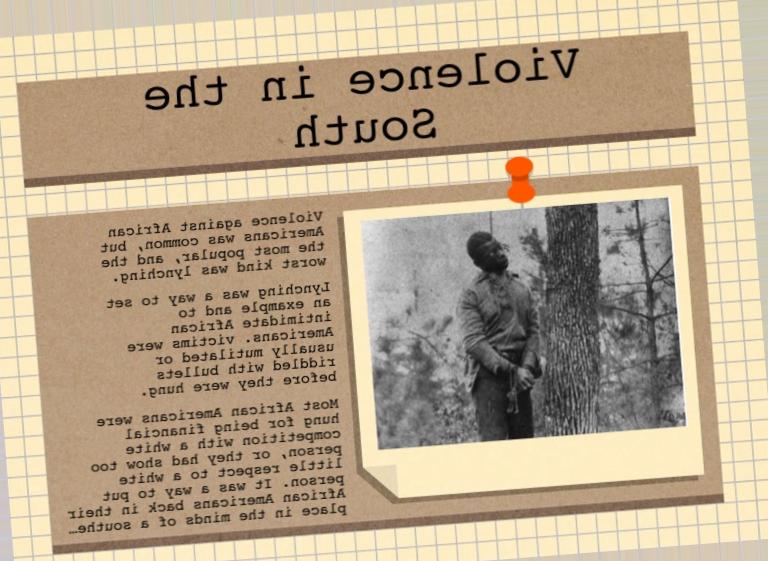 Violence in the
South
Violence against African
Americans was common, but
the most popular, and the
worst kind was lynching.
Lynching was a way to set
an example and to
intimidate African
Americans. victims were
usually mutilated or
riddled with bullets
before they were hung.
Most African Americans were
hung for being financial
competition with a white
person, or they had show too
little respect to a white
person. It was a way to put
African Americans back in their
place in the minds of a southe…